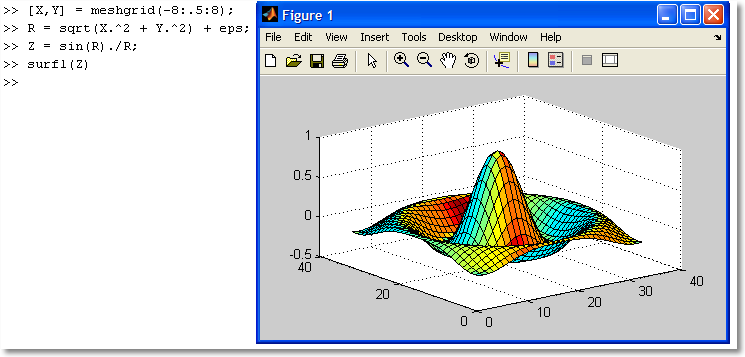 >> [X,Y] = meshgrid(-8:.5:8);
>> R = sqrt(X.^2 + Y.^2) + eps;
>> Z = sin(R)./R;
>> surfl(Z)
>>
Figure 1
File Edit View Insert Tools Desktop Window Help
1
0.5
0
-0.5
40
20
0
0
10
20
30
40